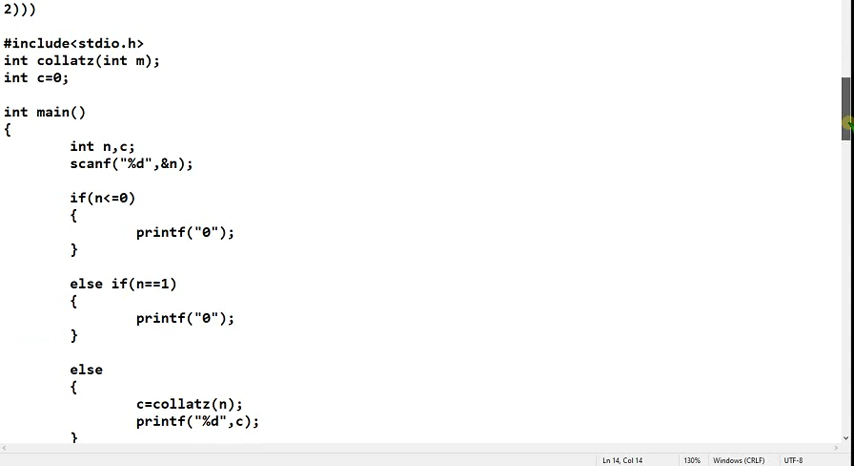 2)))
#include<stdio.h>
int collatz(int m);
int c=0;
int main()
{
int n,c;
scanf("%d",&n);
if(n<=0)
{
printf("0");
}
else if(n==1)
{
printf("0");
}
else
{
c=collatz(n);
printf("%d",c);
}
Ln 14, Col 14 130% Windows (CRLF) UTF-8